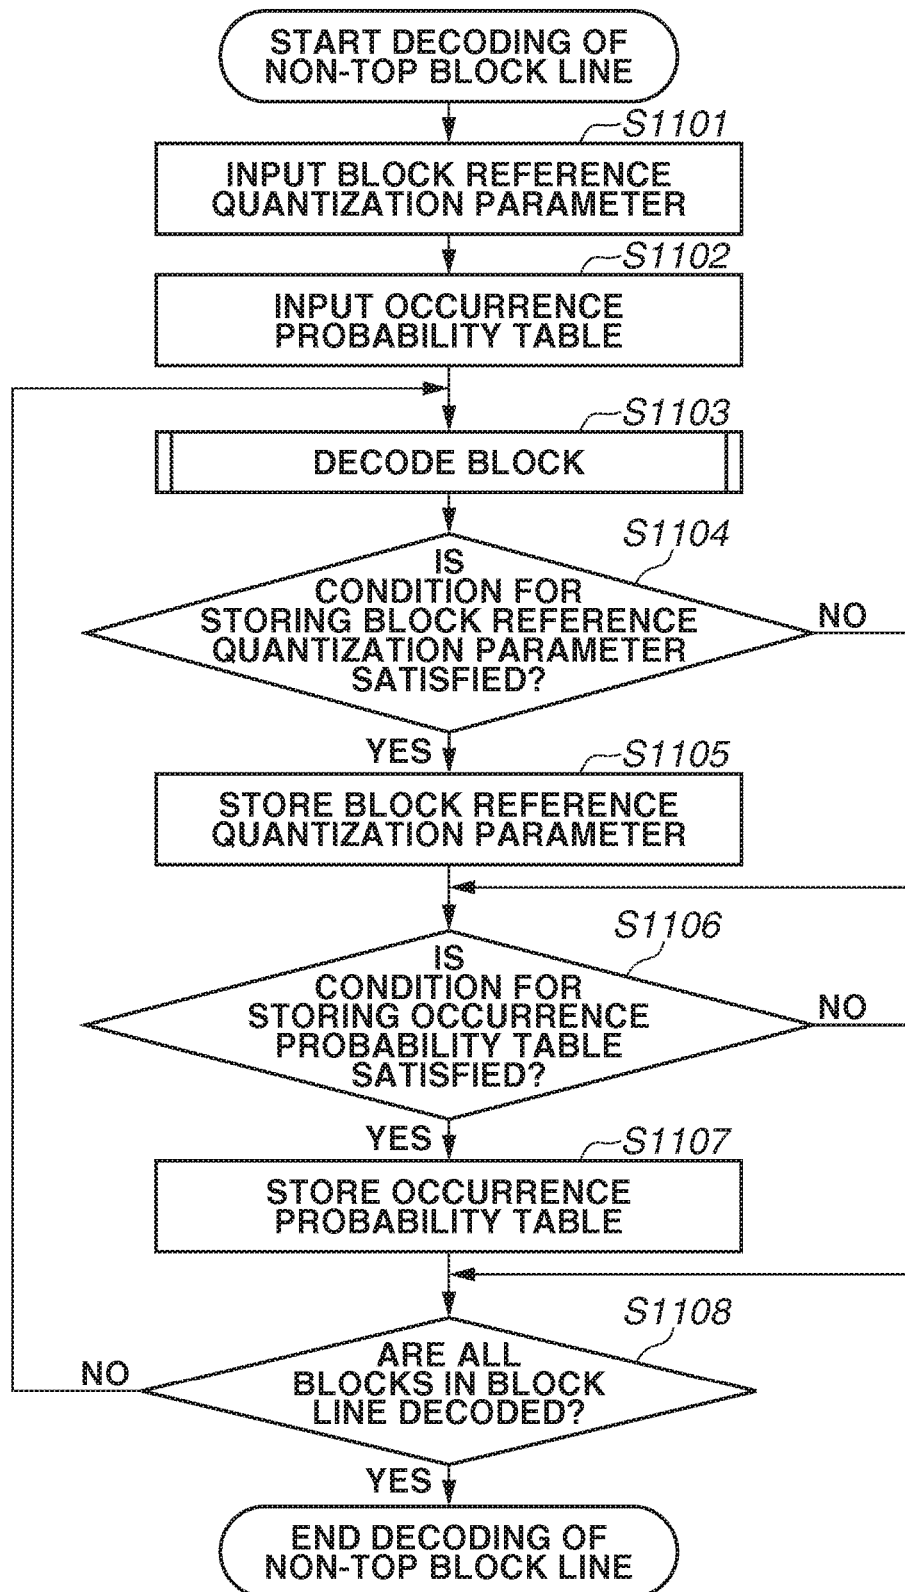 START DECODING OF
NON-TOP BLOCK LINE
S1101
INPUT BLOCK REFERENCE
QUANTIZATION PARAMETER
S1102
INPUT OCCURRENCE
PROBABILITY TABLE
S1103
DECODE BLOCK
S1104
IS
CONDITION FOR
STORING BLOCK REFERENCE
QUANTIZATION PARAMETER
SATISFIED?
NO
YES
S1105
STORE BLOCK REFERENCE
QUANTIZATION PARAMETER
S1106
IS
CONDITION FOR
STORING OCCURRENCE
PROBABILITY TABLE
SATISFIED?
NO
YES
S1107
STORE OCCURRENCE
PROBABILITY TABLE
S1108
ARE ALL
BLOCKS IN BLOCK
LINE DECODED?
NO
YES
END DECODING OF
NON-TOP BLOCK LINE